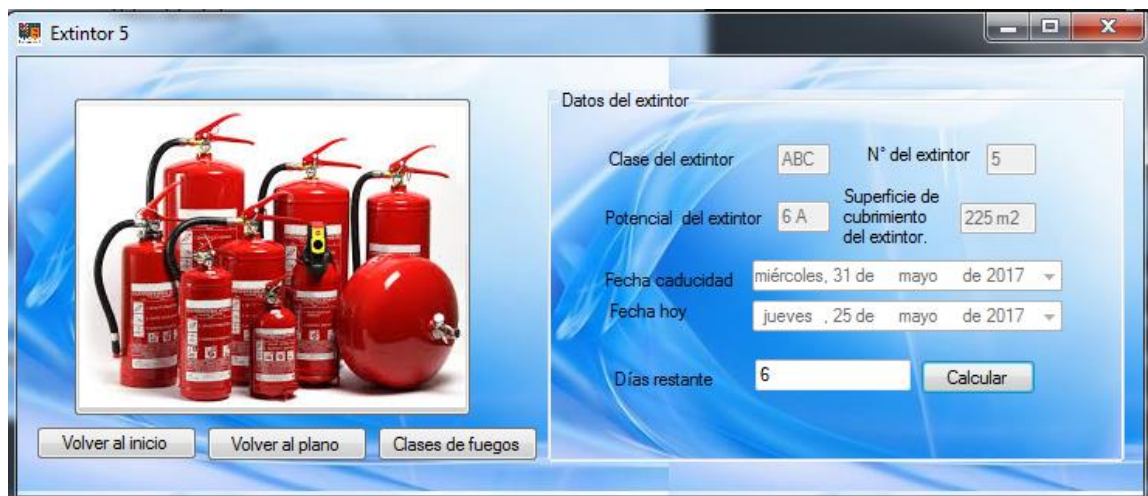 Extintor 5
Datos del extintor
Clase del extintor ABC N° del extintor 5
Potencial del extintor 6 A Superficie de
cubrimiento
del extintor. 225 m2
Fecha caducidad miércoles, 31 de mayo de 2017
Fecha hoy jueves , 25 de mayo de 2017
Días restante 6 Calcular
Volver al inicio Volver al plano Clases de fuegos